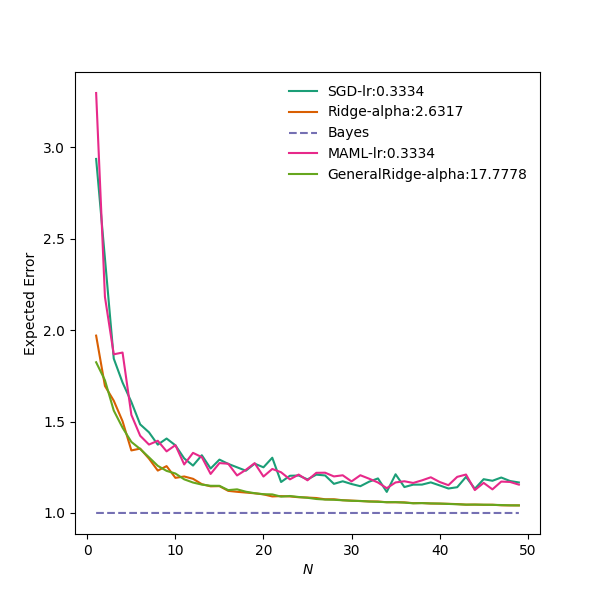 SGD-lr:0.3334
Ridge-alpha:2.6317
Bayes
MAML-lr:0.3334
GeneralRidge-alpha:17.7778
Expected Error
3.0
2.5
2.0
1.5
1.0
0 10 20 30 40 50
N